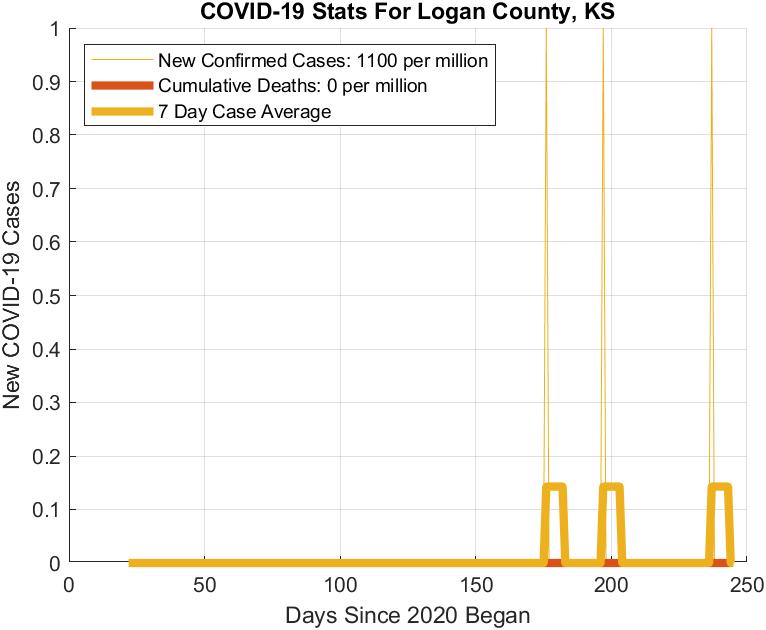 COVID-19 Stats For Logan County, KS
New Confirmed Cases: 1100 per million
Cumulative Deaths: 0 per million
7 Day Case Average
New COVID-19 Cases
1
0.9
0.8
0.7
0.6
0.5
0.4
0.3
0.2
0.1
0
0 50 100 150 200 250
Days Since 2020 Began